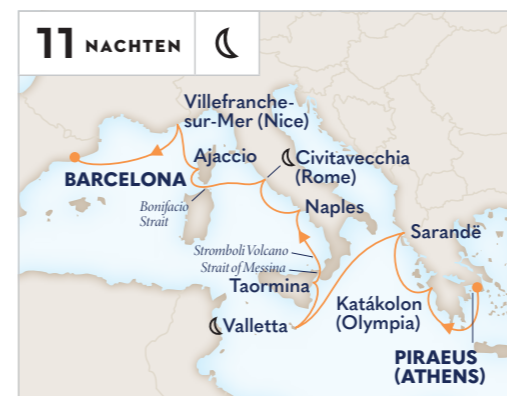 11 NACHTEN
Villefranche-
sur-Mer (Nice)
Ajaccio
Civitavecchia
(Rome)
BARCELONA
Bonifacio
Strait
Naples
Sarandë
Stromboli Volcano
Strait of Messina
Taormina
Katákolon
(Olympia)
Valletta
PIRAEUS
(ATHENS)